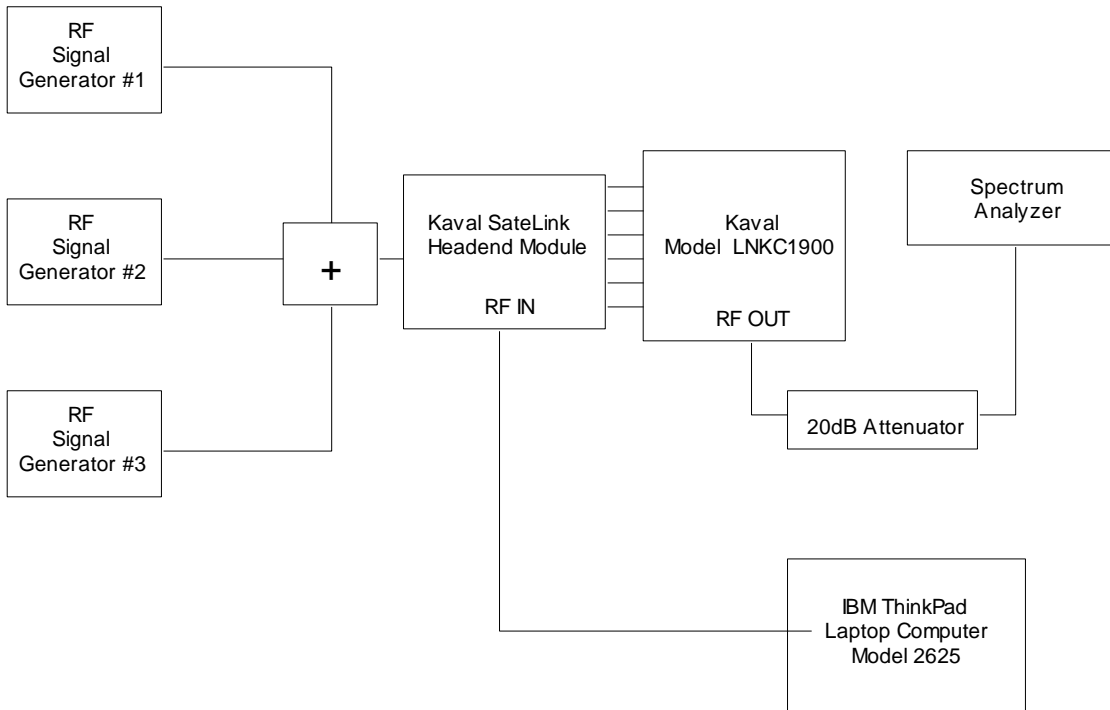 RF
Signal
Generator #1
RF
Signal
Generator #2
RF
Signal
Generator #3
+
Kaval SateLink
Headend Module
RF IN
Kaval
Model LNKC1900
RF OUT
Spectrum
Analyzer
20dB Attenuator
IBM ThinkPad
Laptop Computer
Model 2625